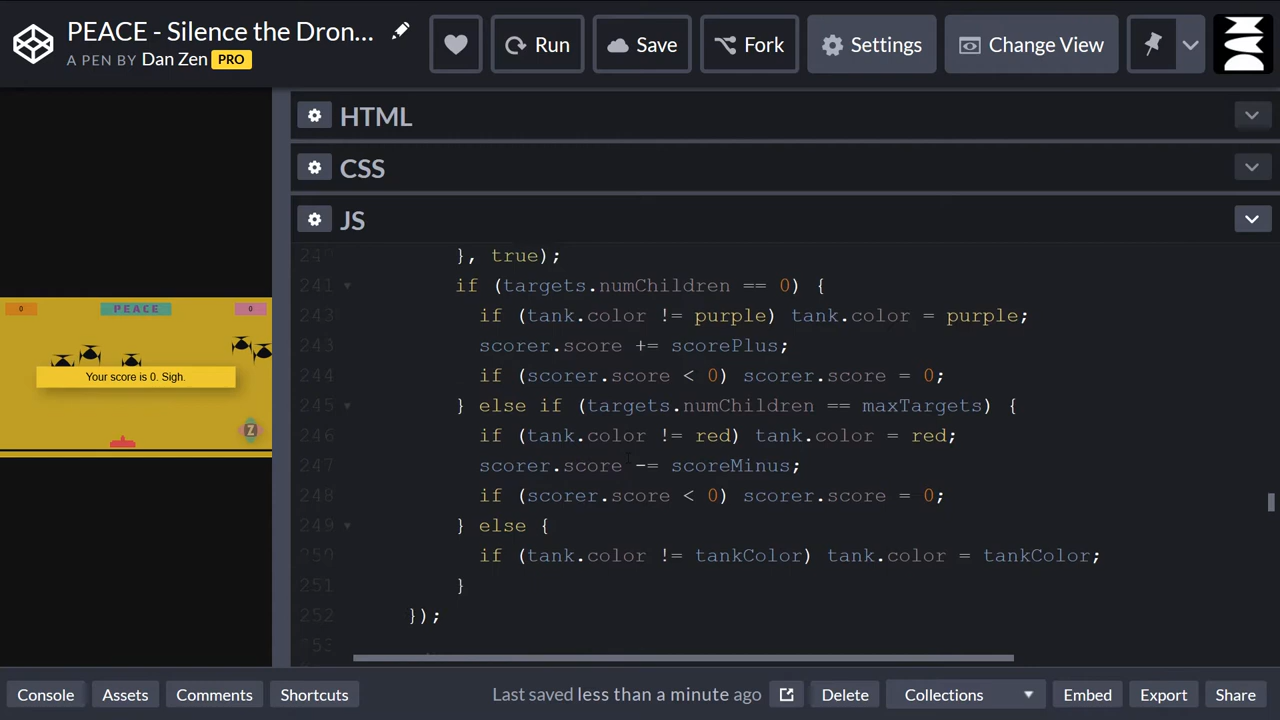 PEACE - Silence the Dron...
A PEN BY Dan Zen PRO
Run
Save
Fork
Settings
Change View
HTML
CSS
JS
0
PEACE
0
Your score is 0. Sigh.
Z
240 }, true);
241 if (targets.numChildren == 0) {
243 if (tank.color != purple) tank.color = purple;
343 scorer.score += scorePlus;
244 if (scorer.score < 0) scorer.score = 0;
245 } else if (targets.numChildren == maxTargets) {
246 if (tank.color != red) tank.color = red;
247 scorer.score -= scoreMinus;
248 if (scorer.score < 0) scorer.score = 0;
249 } else {
250 if (tank.color != tankColor) tank.color = tankColor;
251 }
252 });
Console
Assets
Comments
Shortcuts
Last saved less than a minute ago
Delete
Collections
Embed
Export
Share